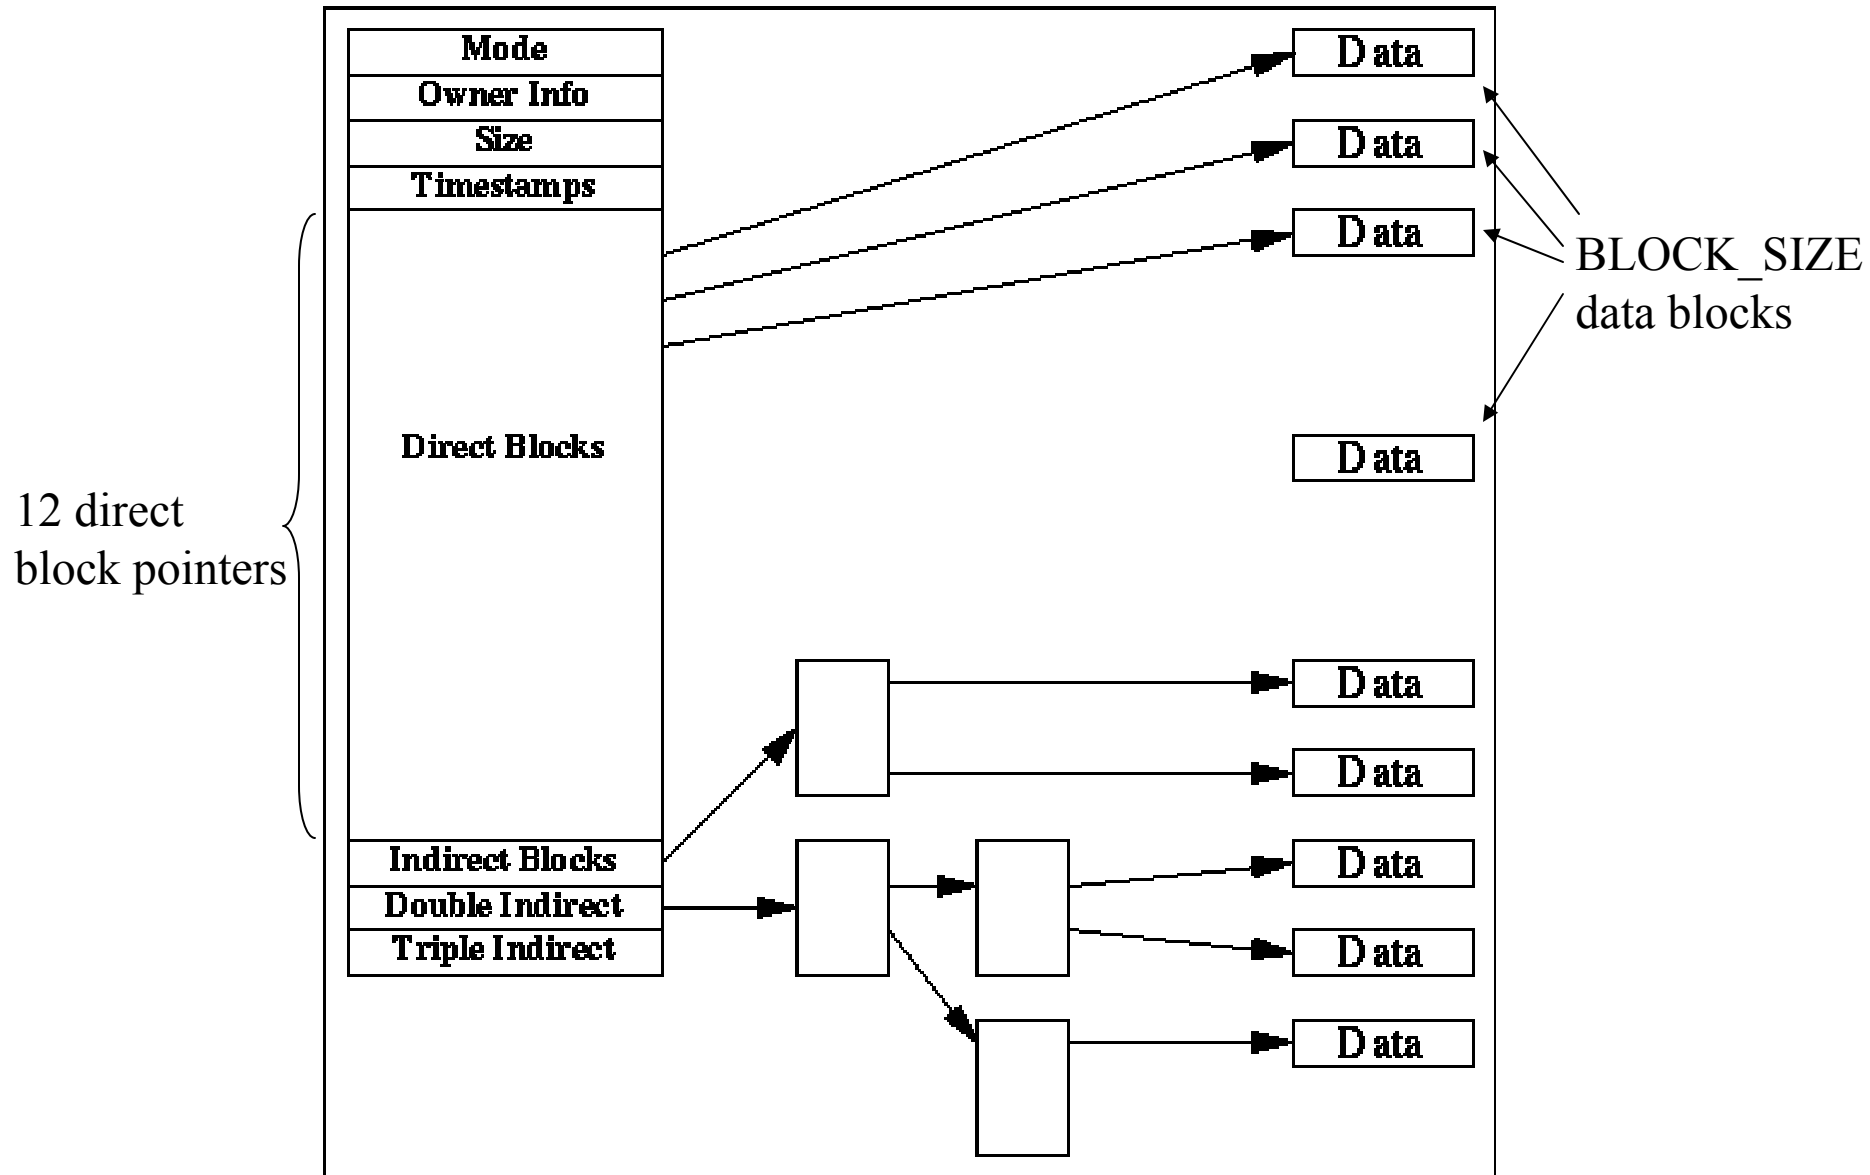 Mode
Owner Info
Size
Timestamps
Direct Blocks
Indirect Blocks
Double Indirect
Triple Indirect
12 direct
block pointers
Data
Data
Data
Data
Data
Data
Data
Data
Data
BLOCK_SIZE
data blocks